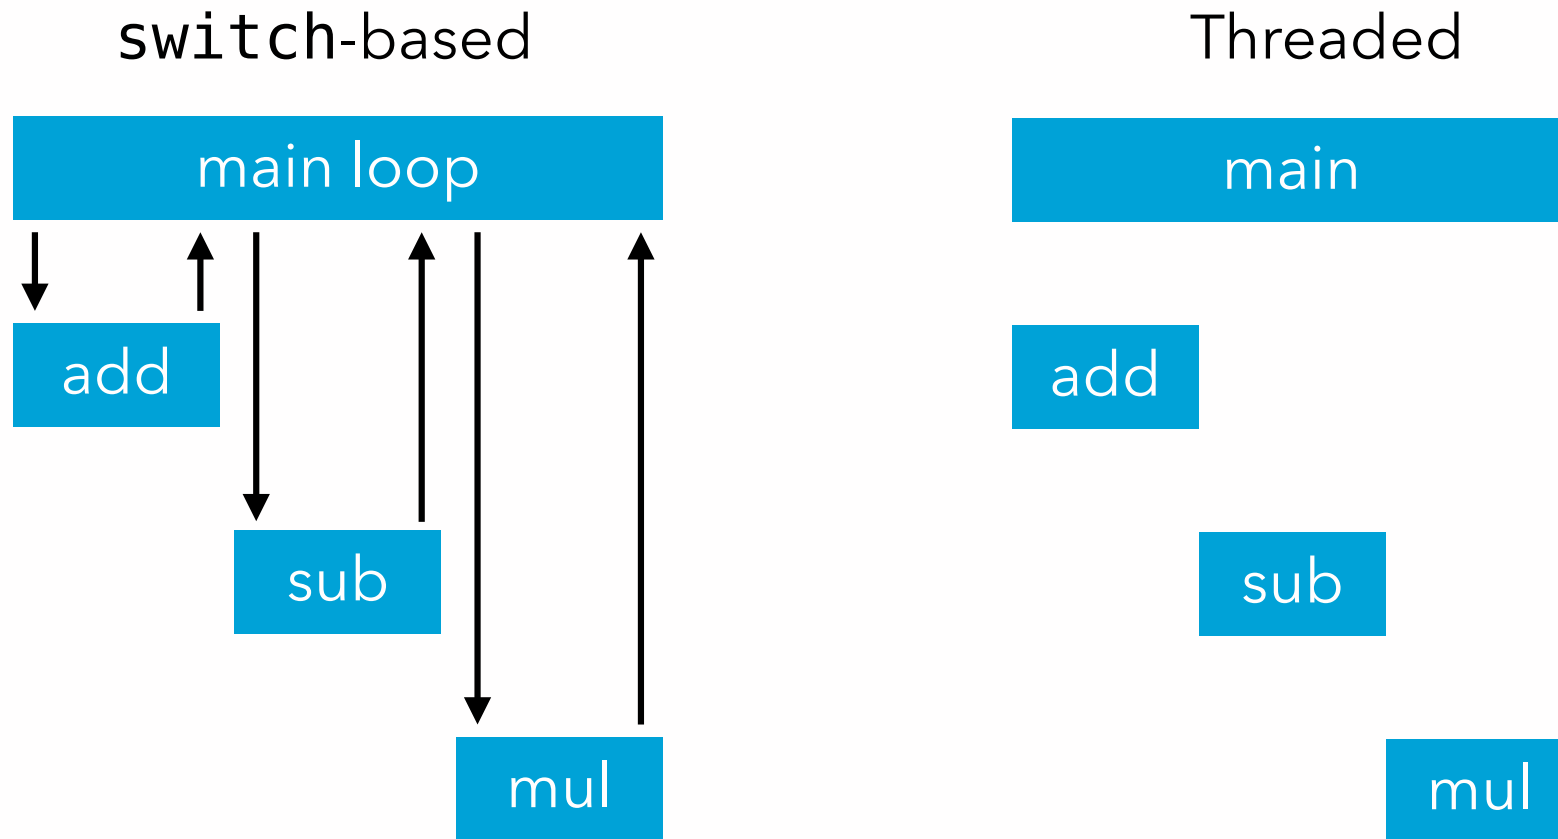 switch-based
main loop
add
sub
mul
Threaded
main
add
sub
mul